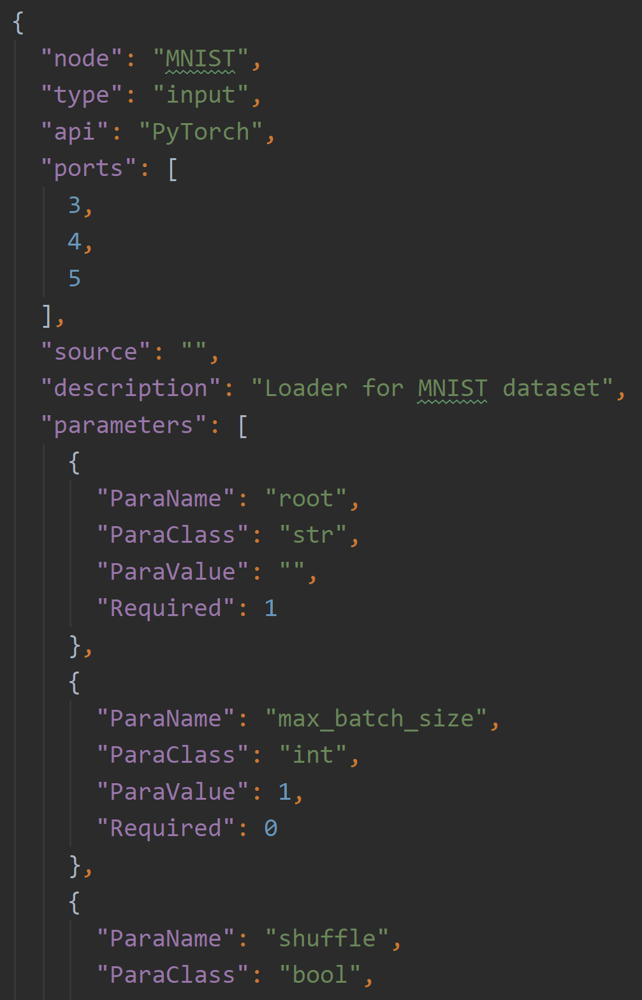 {
  "node": "MNIST",
  "type": "input",
  "api": "PyTorch",
  "ports": [
    3,
    4,
    5
  ],
  "source": "",
  "description": "Loader for MNIST dataset",
  "parameters": [
    {
      "ParaName": "root",
      "ParaClass": "str",
      "ParaValue": "",
      "Required": 1
    },
    {
      "ParaName": "max_batch_size",
      "ParaClass": "int",
      "ParaValue": 1,
      "Required": 0
    },
    {
      "ParaName": "shuffle",
      "ParaClass": "bool",